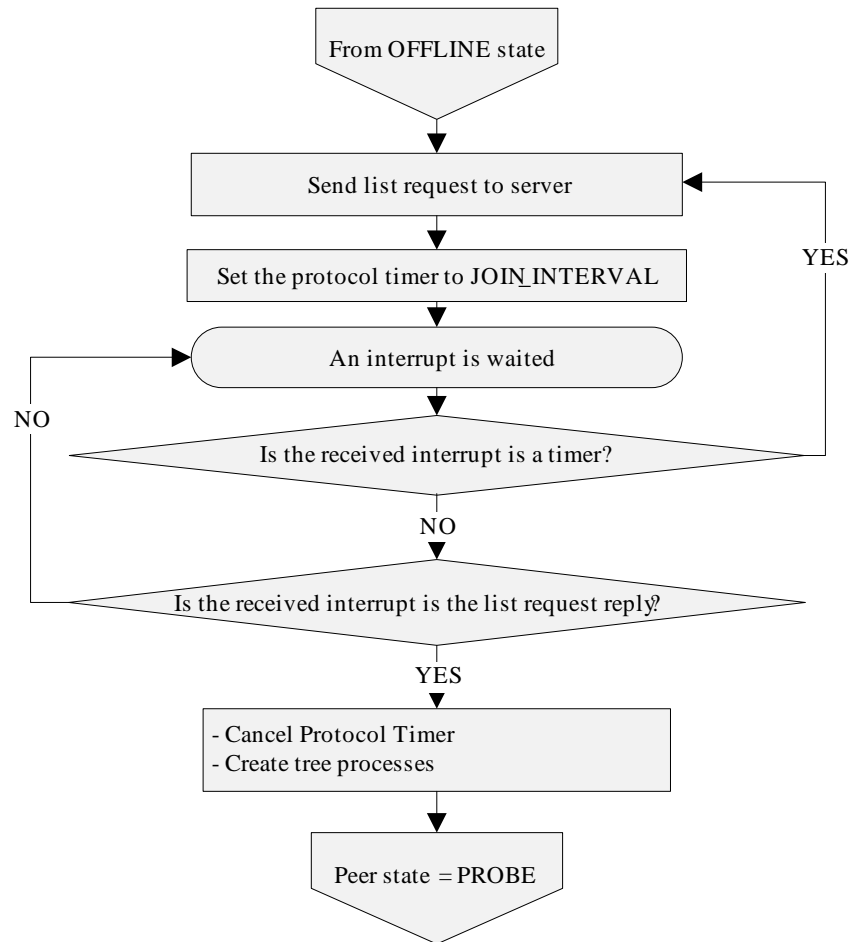 From OFFLINE state
Send list request to server
YES
Set the protocol timer to JOIN_INTERVAL
An interrupt is waited
NO
Is the received interrupt is a timer?
NO
Is the received interrupt is the list request reply?
YES
- Cancel Protocol Timer
- Create tree processes
Peer state = PROBE